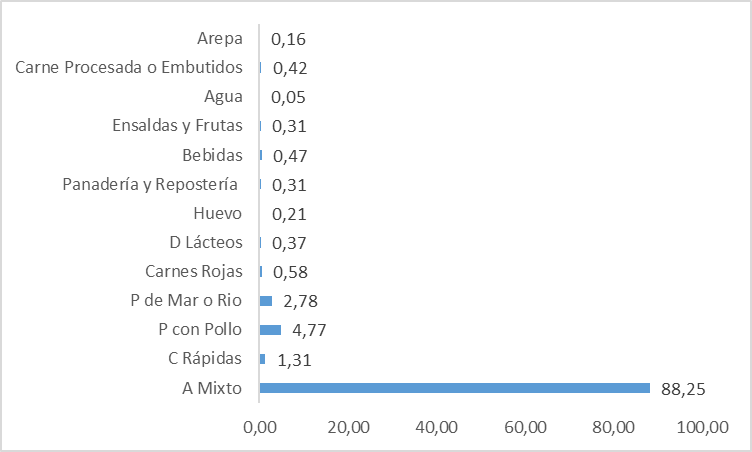 Arepa 0,16
Carne Procesada o Embutidos 0,42
Agua 0,05
Ensaldas y Frutas 0,31
Bebidas 0,47
Panadería y Repostería 0,31
Huevo 0,21
D Lácteos 0,37
Carnes Rojas 0,58
P de Mar o Rio 2,78
P con Pollo 4,77
C Rápidas 1,31
A Mixto 88,25
0,00 20,00 40,00 60,00 80,00 100,00